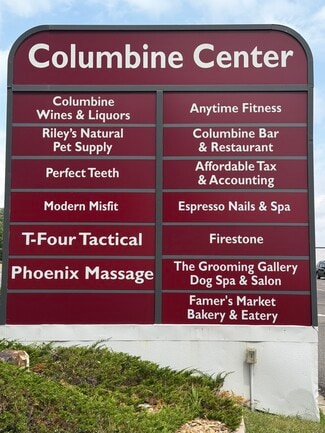 Columbine Center
Columbine
Wines & Liquors
Riley's Natural
Pet Supply
Perfect Teeth
Modern Misfit
T-Four Tactical
Phoenix Massage
Anytime Fitness
Columbine Bar
& Restaurant
Affordable Tax
& Accounting
Espresso Nails & Spa
Firestone
The Grooming Gallery
Dog Spa & Salon
Famer's Market
Bakery & Eatery